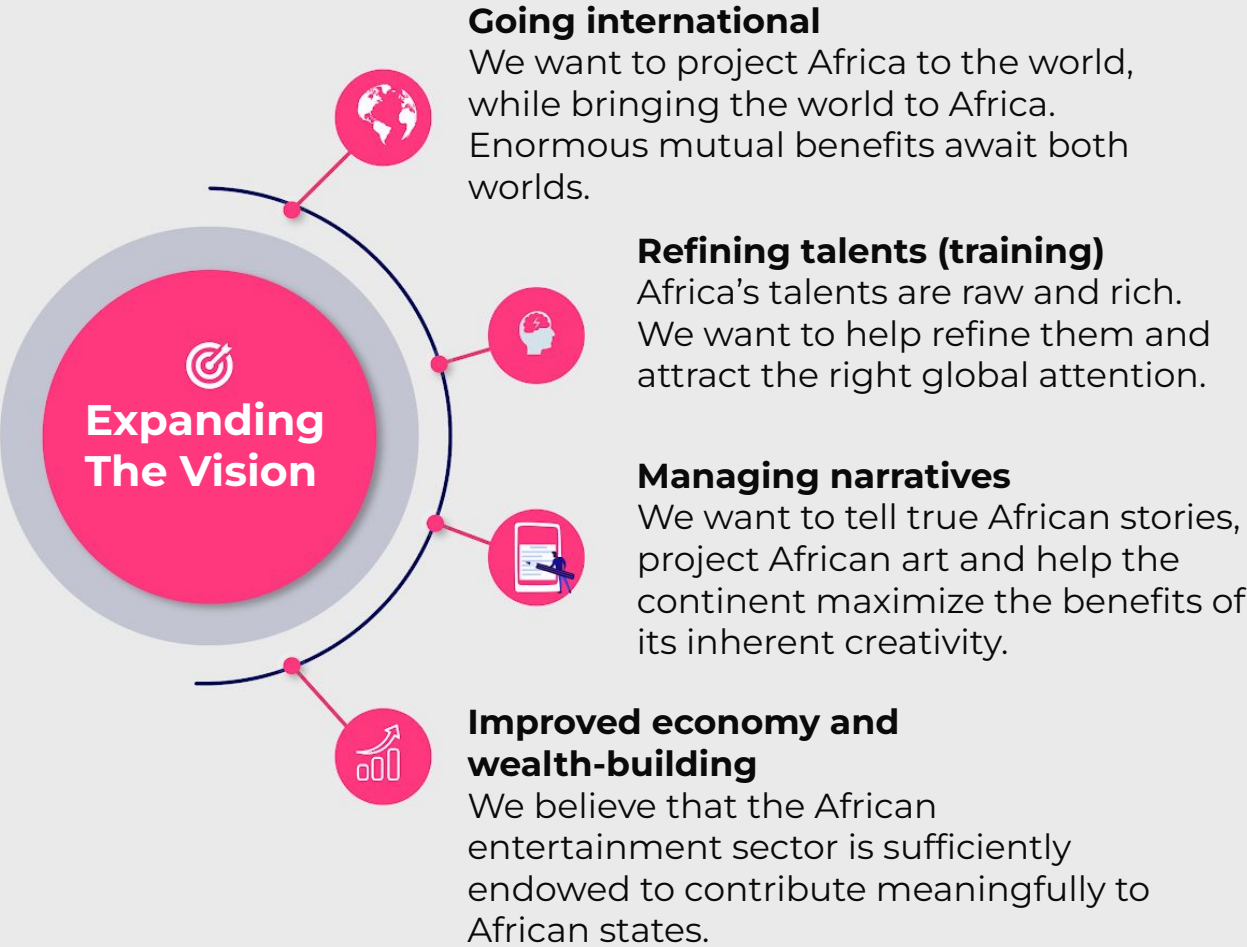 Going international
We want to project Africa to the world,
while bringing the world to Africa.
Enormous mutual benefits await both
worlds.
Refining talents (training)
Africa’s talents are raw and rich.
We want to help refine them and
attract the right global attention.
Expanding
The Vision
Managing narratives
We want to tell true African stories,
project African art and help the
continent maximize the benefits of
its inherent creativity.
Improved economy and
wealth-building
We believe that the African
entertainment sector is sufficiently
endowed to contribute meaningfully to
African states.